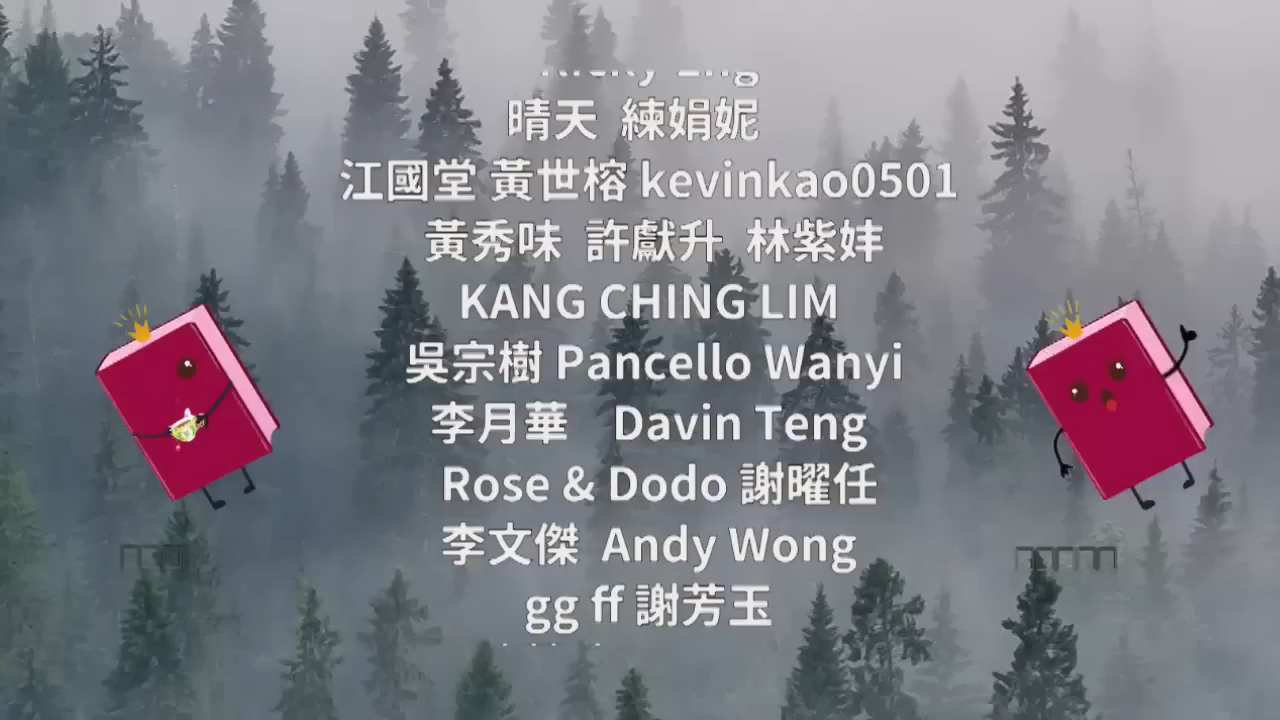 晴天 練娟妮
江國堂 黃世榕 kevinkao0501
黃秀味 許獻升 林紫妦
KANG CHING LIM
吳宗樹 Pancello Wanyi
李月華 Davin Teng
Rose & Dodo 謝曜任
李文傑 Andy Wong
gg ff 謝芳玉